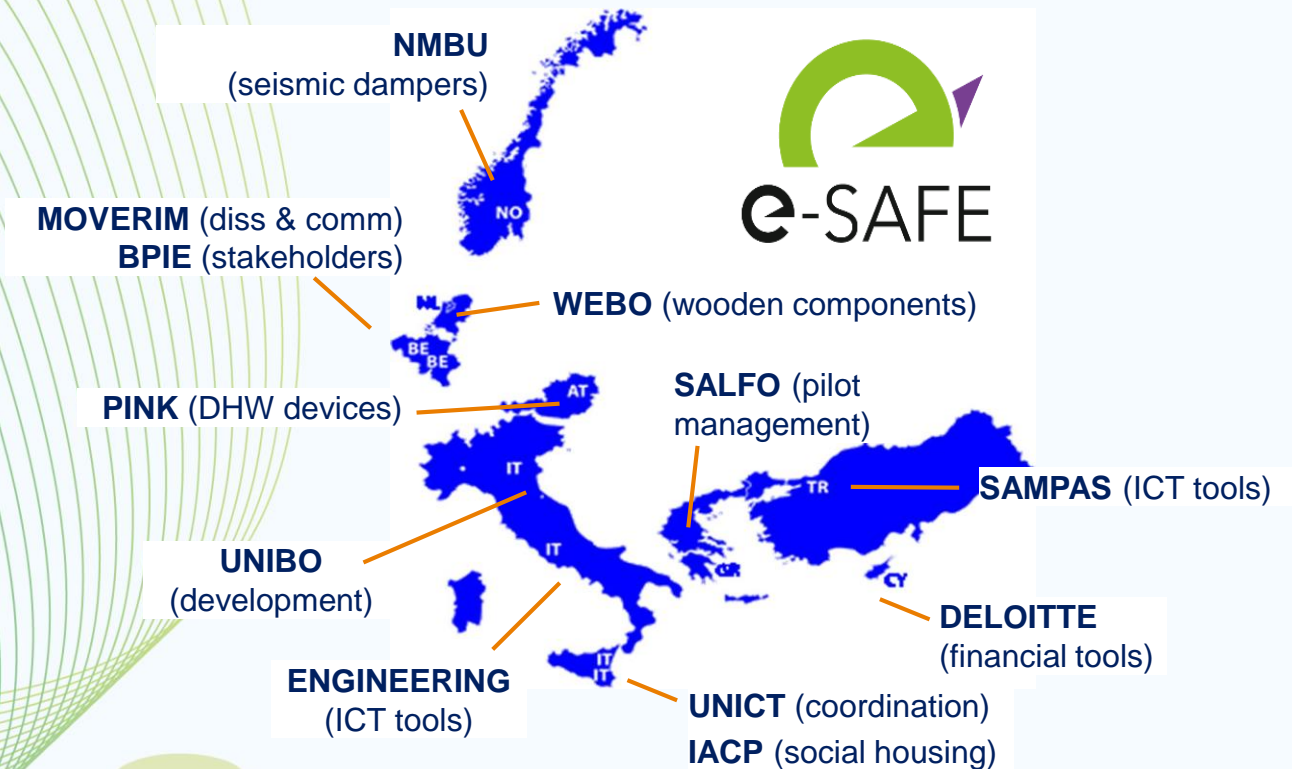 NMBU
(seismic dampers)
e-SAFE
NO
MOVERIM (diss & comm)
BPIE (stakeholders)
NL
WEBO (wooden components)
BE
BE
PINK (DHW devices)
AT
SALFO (pilot
management)
IT
TR
SAMPAS (ICT tools)
UNIBO
(development)
IT
GR
CY
DELOITTE
(financial tools)
ENGINEERING
(ICT tools)
IT
IT
UNICT (coordination)
IACP (social housing)